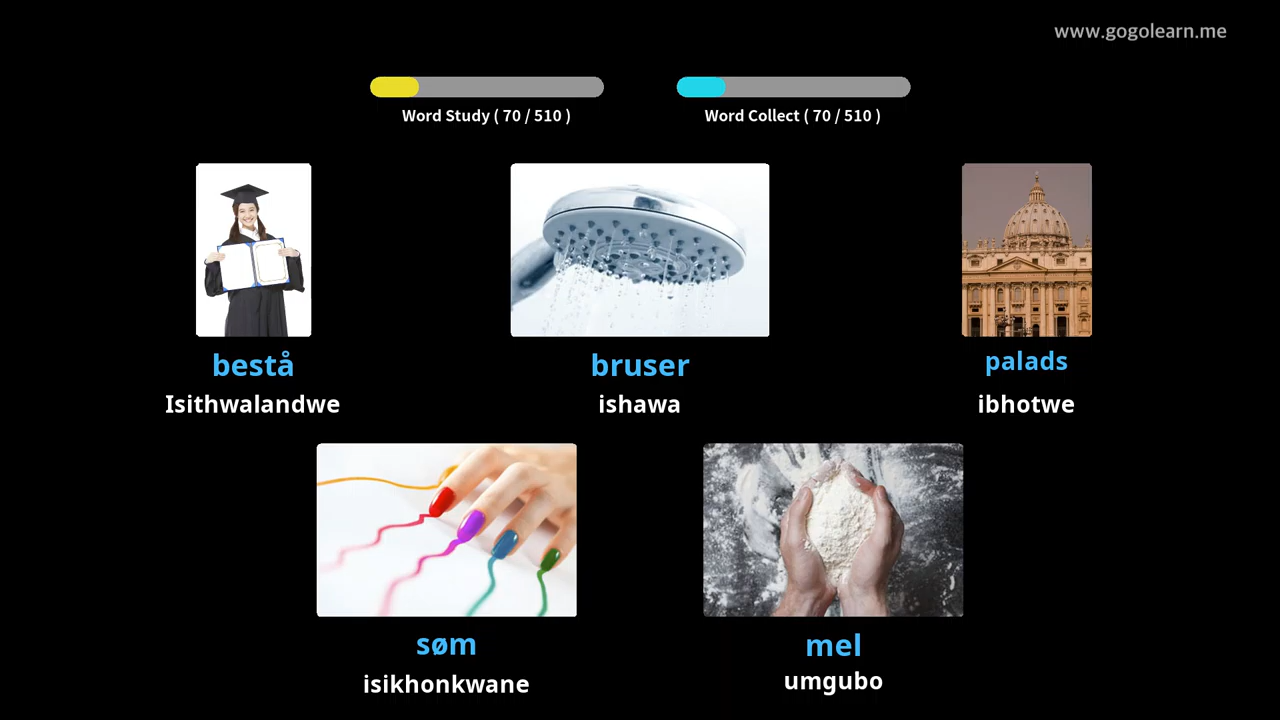 www.gogolearn.me
Word Study ( 70 / 510 )
Word Collect ( 70 / 510 )
bestå
bruser
palads
Isithwalandwe
ishawa
ibhotwe
søm
mel
isikhonkwane
umgubo